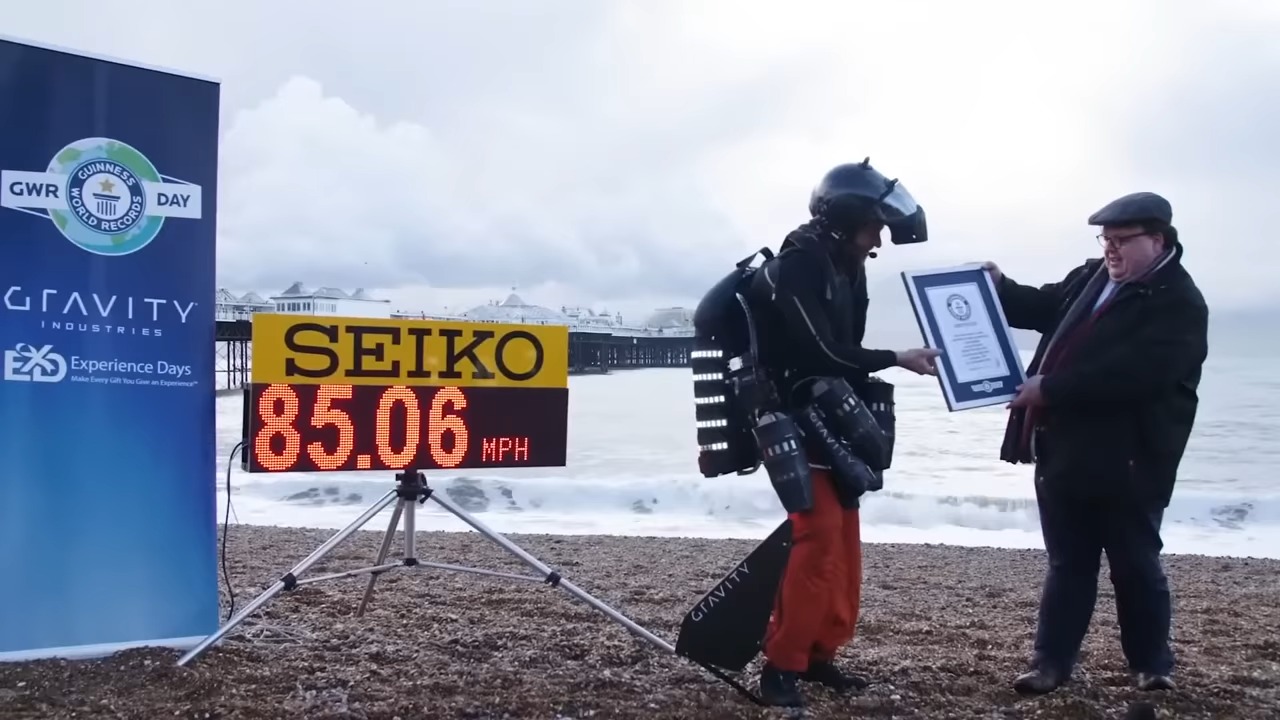 GUINNESS
WORLD RECORDS
GWR DAY
GRAVITY
INDUSTRIES
EXD Experience Days
Make Every Gift You Give an Experience™
SEIKO
85.06 MPH
GRAVITY